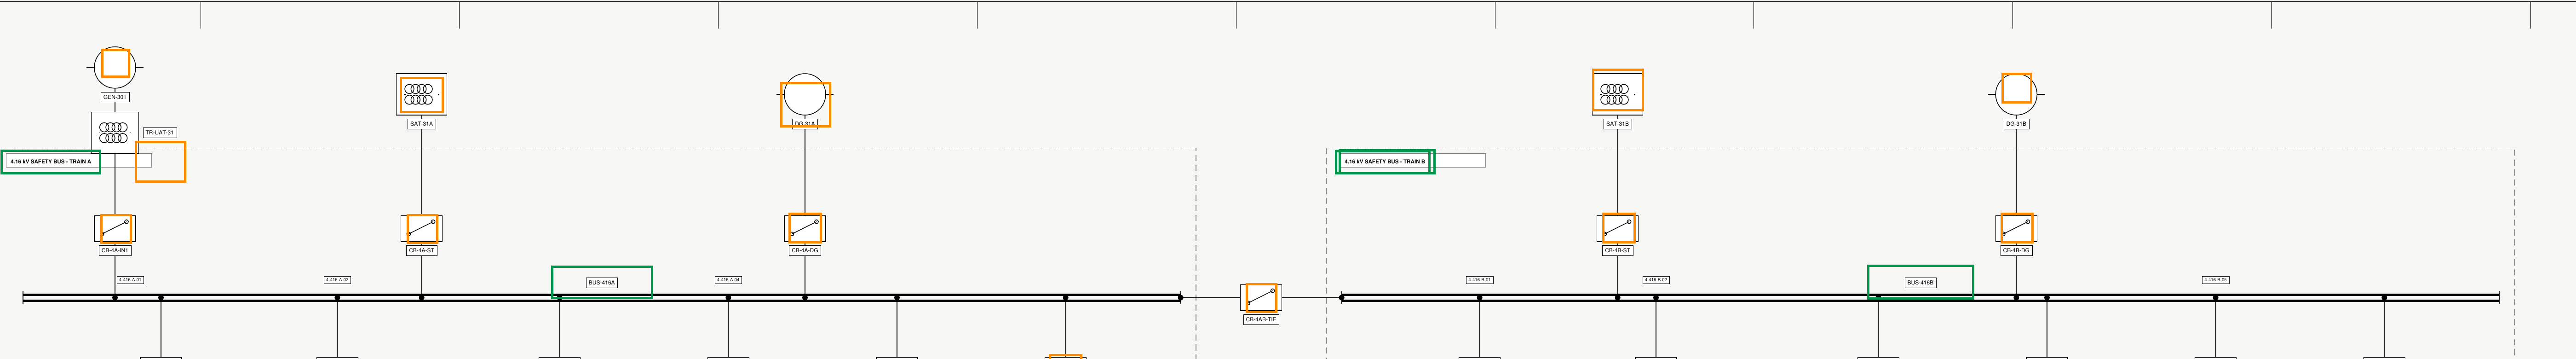 GEN-301
TR-UAT-31
SAT-31A
DG-31A
SAT-31B
DG-31B
4.16 kV SAFETY BUS - TRAIN A
4.16 kV SAFETY BUS - TRAIN B
CB-4A-IN1
CB-4A-ST
CB-4A-DG
CB-4B-ST
CB-4B-DG
4-416-A-01
4-416-A-02
BUS-416A
4-416-A-04
4-416-B-01
4-416-B-02
BUS-416B
4-416-B-05
CB-4AB-TIE